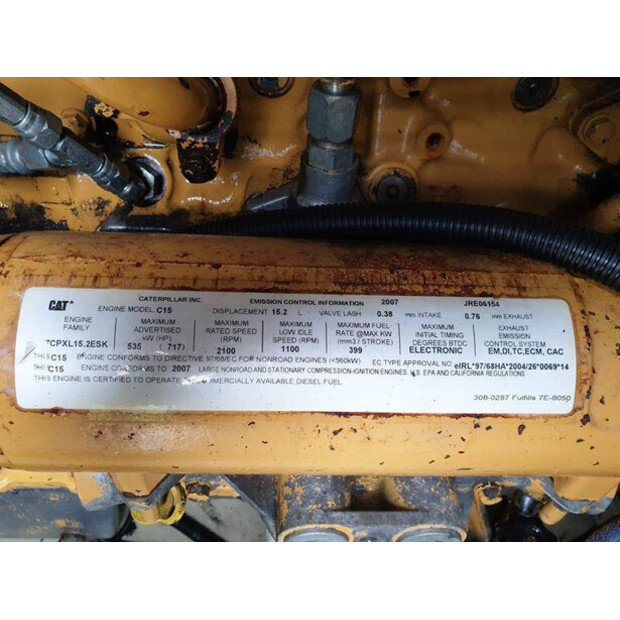 CAT CATERPILLAR INC. EMISSION CONTROL INFORMATION 2007 JRE06154
ENGINE MODEL: C15 DISPLACEMENT 15.2 L VALVE LASH 0.38 mm INTAKE 0.76 mm EXHAUST
ENGINE FAMILY MAXIMUM ADVERTISED kW (HP) MAXIMUM RATED SPEED (RPM) MAXIMUM LOW IDLE SPEED (RPM) MAXIMUM FUEL RATE @MAX KW (mm3 / STROKE) MAXIMUM INITIAL TIMING DEGREES BTDC EXHAUST EMISSION CONTROL SYSTEM
7CPXL15.2ESK 535 ( 717) 2100 1100 399 ELECTRONIC EM,DI,TC,ECM, CAC
THIS C15 ENGINE CONFORMS TO DIRECTIVE 97/68/EC FOR NONROAD ENGINES (<560kW) EC TYPE APPROVAL NO. eIRL*97/68HA*2004/26*0069*14
THIS C15 ENGINE CONFORMS TO 2007 LARGE NONROAD AND STATIONARY COMPRESSION-IGNITION ENGINES. U.S. EPA AND CALIFORNIA REGULATIONS
THIS ENGINE IS CERTIFIED TO OPERATE COMMERCIALLY AVAILABLE DIESEL FUEL
308-0287 Fulfills 7E-8050